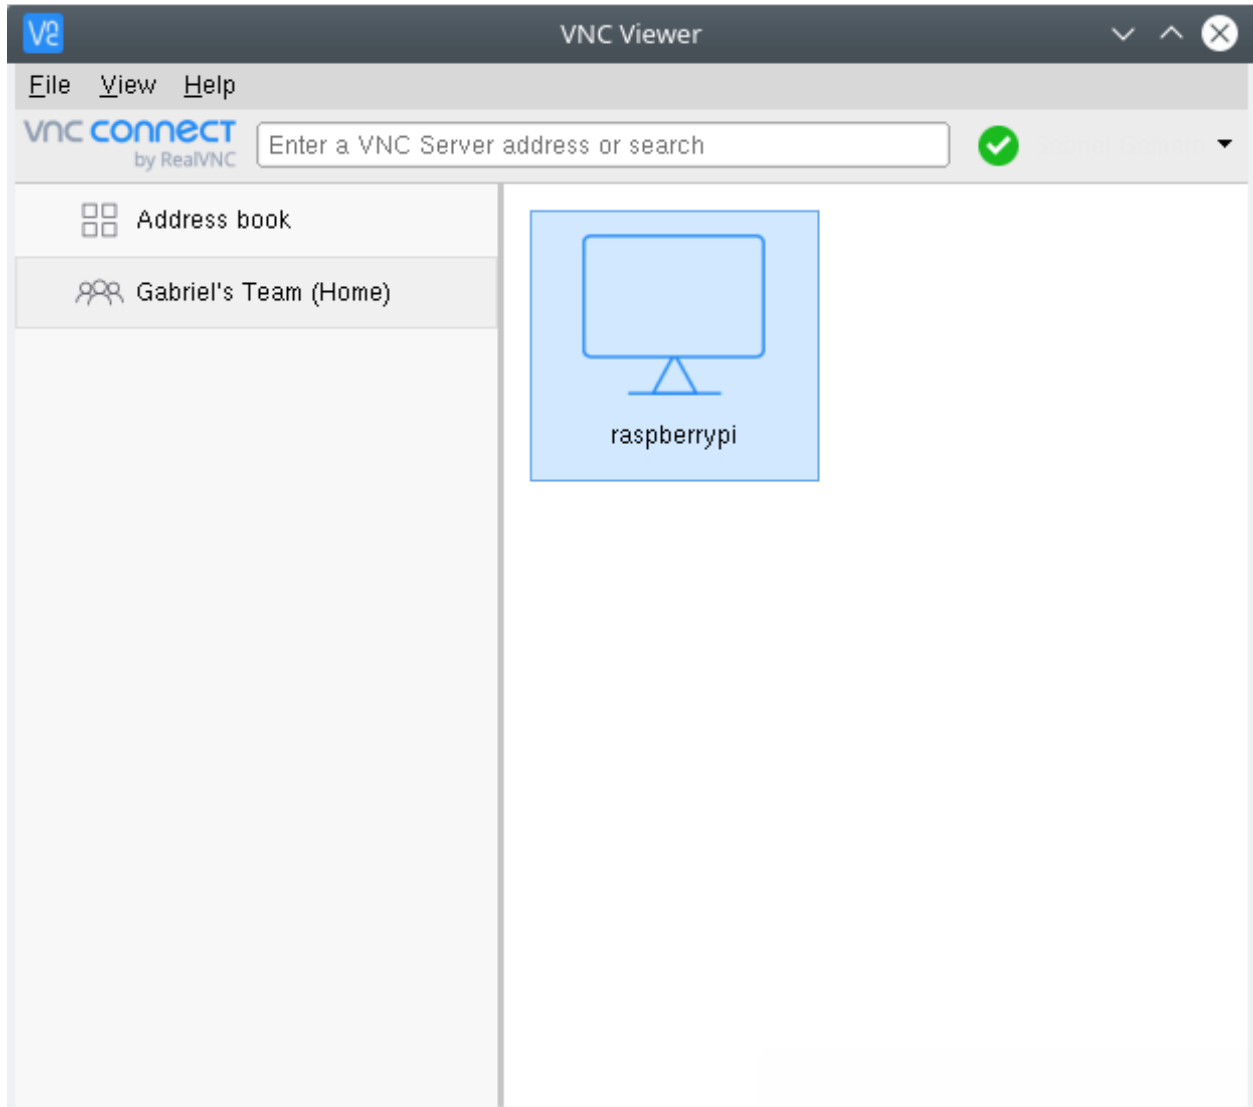 VNC Viewer
File View Help
vnc connect
by RealVNC
Enter a VNC Server address or search
Address book
Gabriel's Team (Home)
raspberrypi